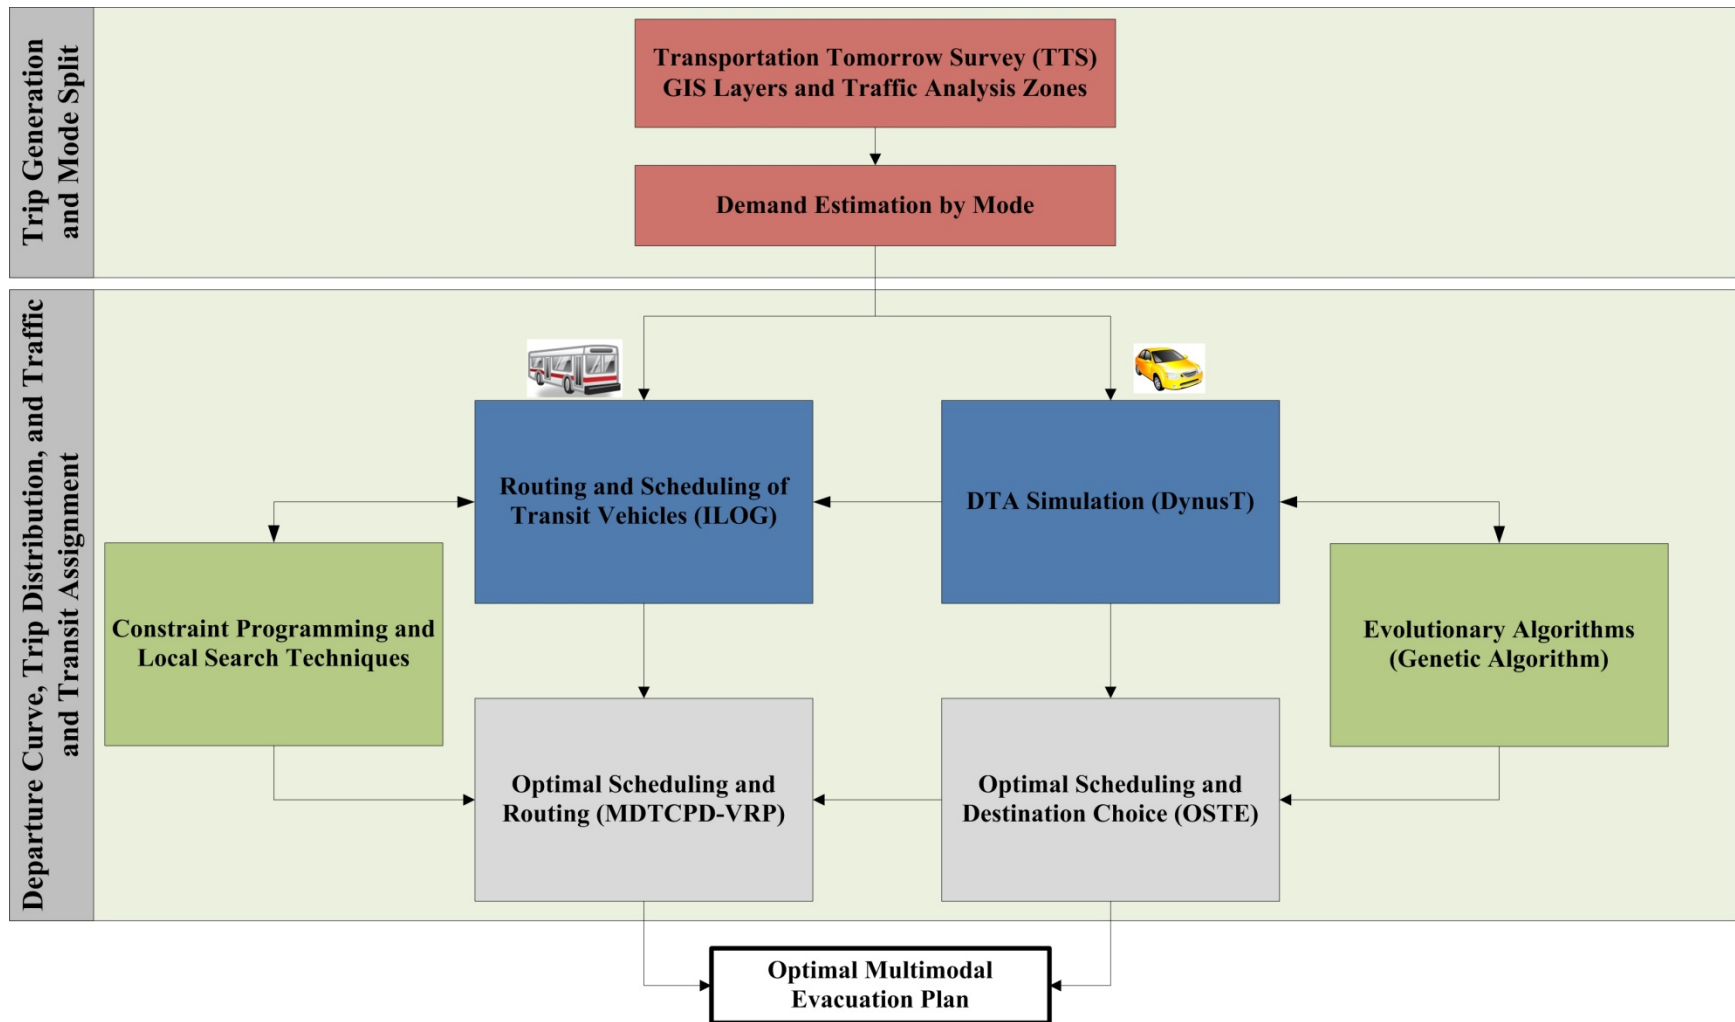 Trip Generation
and Mode Split
Transportation Tomorrow Survey (TTS)
GIS Layers and Traffic Analysis Zones
Demand Estimation by Mode
Departure Curve, Trip Distribution, and Traffic
and Transit Assignment
Routing and Scheduling of
Transit Vehicles (ILOG)
DTA Simulation (DynusT)
Constraint Programming and
Local Search Techniques
Evolutionary Algorithms
(Genetic Algorithm)
Optimal Scheduling and
Routing (MDTCPD-VRP)
Optimal Scheduling and
Destination Choice (OSTE)
Optimal Multimodal
Evacuation Plan